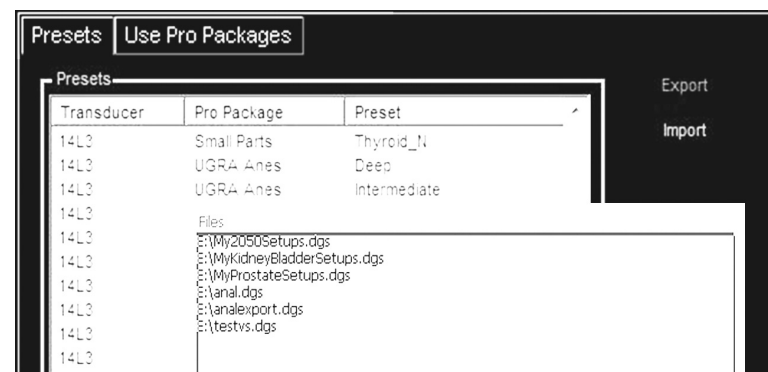 Presets Use Pro Packages
Presets
Export
Transducer Pro Package Preset
Import
14L3 Small Parts Thyroid_N
14L3 UGRA Anes Deep
14L3 UGRA Anes Intermediate
14L3
Files
14L3
E:\My2050Setups.dgs
14L3
E:\MyKidneyBladderSetups.dgs
E:\MyProstateSetups.dgs
14L3
E:\anal.dgs
14L3
E:\analexport.dgs
E:\testvs.dgs
14L3
14L3